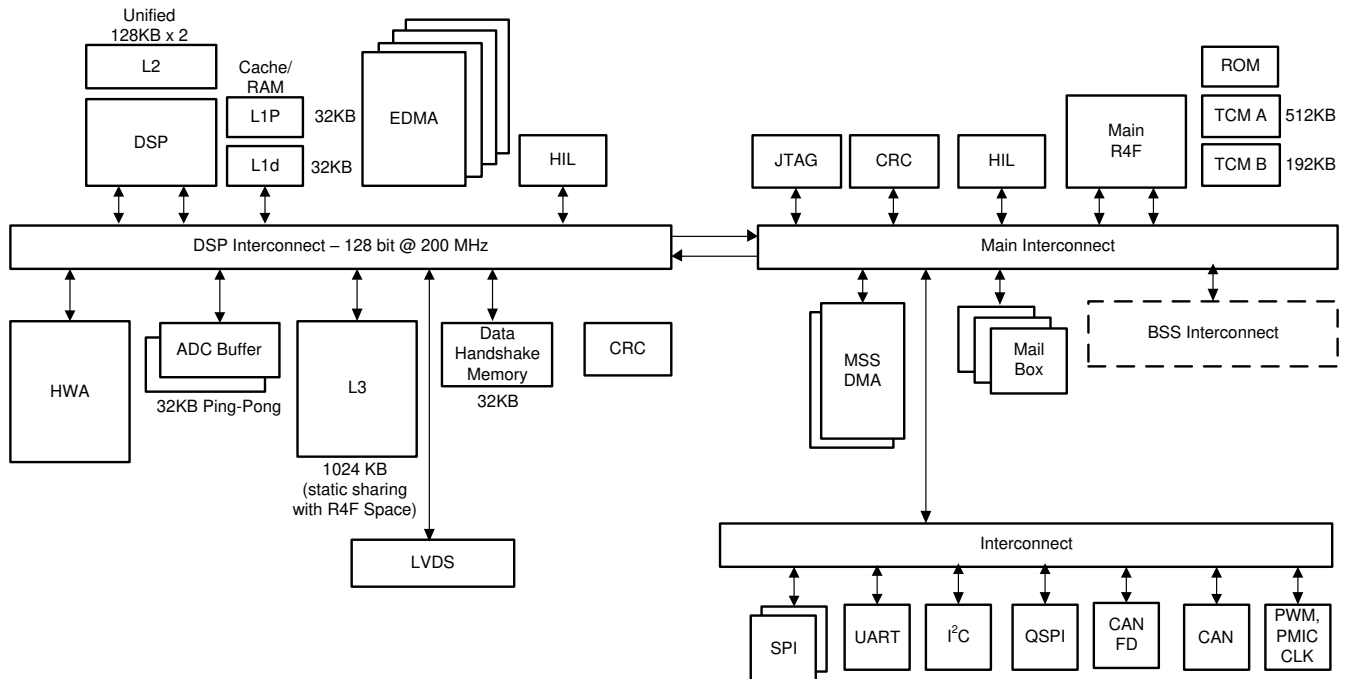 Unified
128KB x 2
L2
DSP
Cache/
RAM
L1P
32KB
L1d
32KB
EDMA
HIL
JTAG
CRC
HIL
Main
R4F
ROM
TCM A
512KB
TCM B
192KB
DSP Interconnect – 128 bit @ 200 MHz
Main Interconnect
HWA
ADC Buffer
32KB Ping-Pong
L3
1024 KB
(static sharing
with R4F Space)
LVDS
Data
Handshake
Memory
32KB
CRC
MSS
DMA
Mail
Box
BSS Interconnect
Interconnect
SPI
UART
I²C
QSPI
CAN
FD
CAN
PWM,
PMIC
CLK